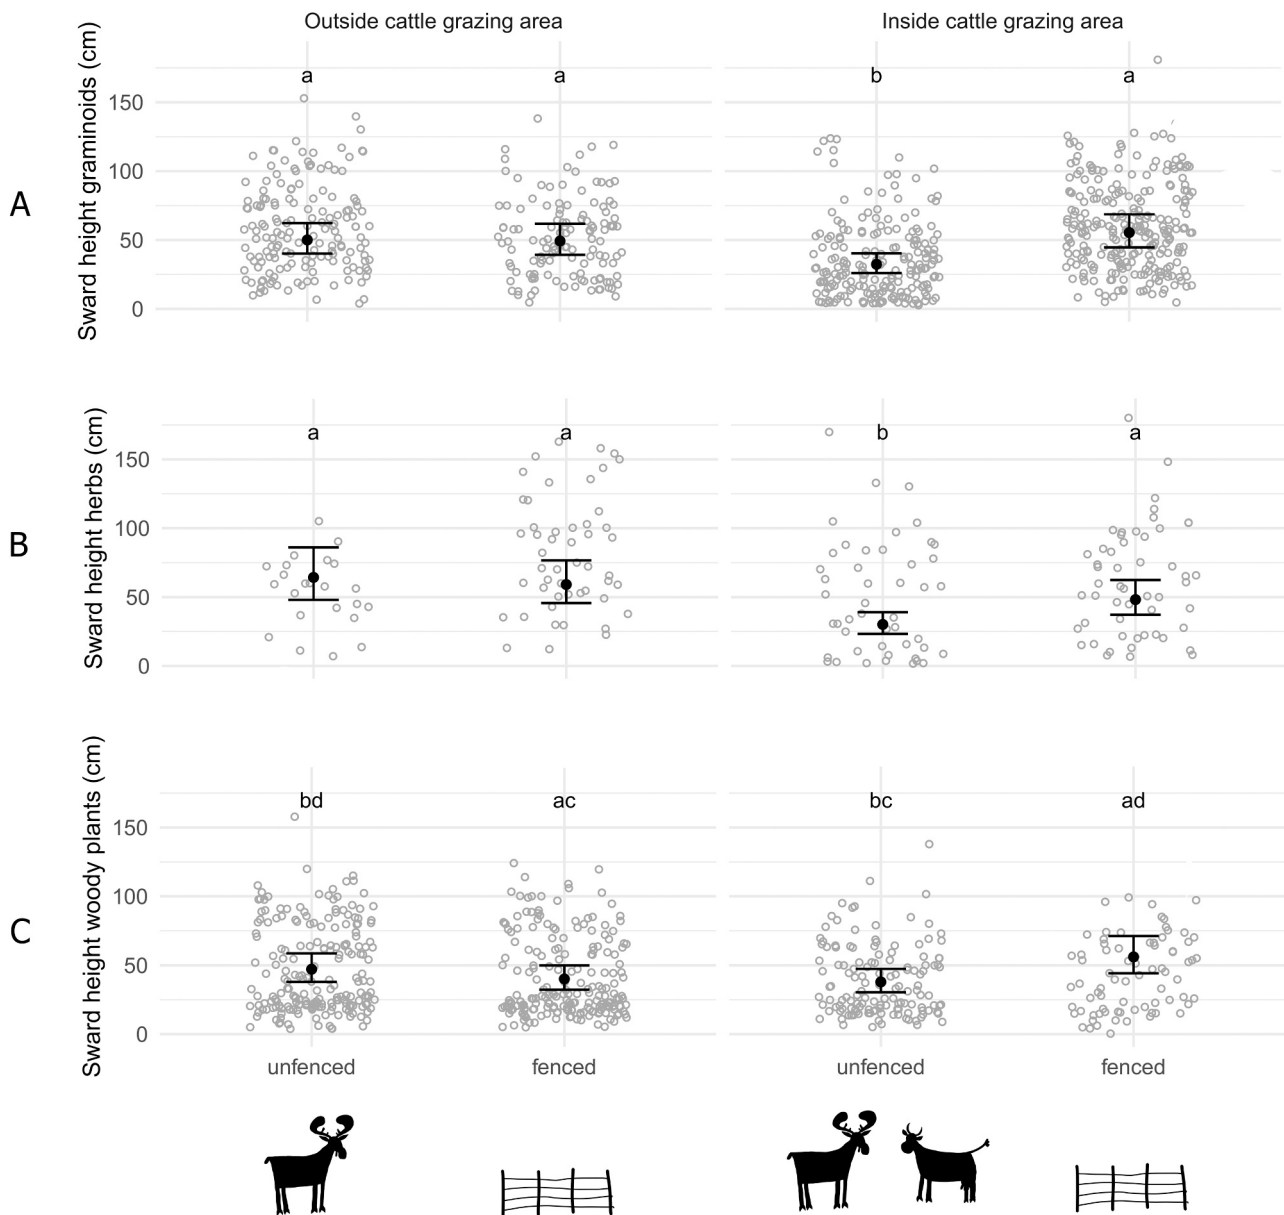 Outside cattle grazing area
Inside cattle grazing area
A
Sward height graminoids (cm)
150
100
50
0
a
a
b
a
B
Sward height herbs (cm)
150
100
50
0
a
a
b
a
C
Sward height woody plants (cm)
150
100
50
0
bd
ac
bc
ad
unfenced
fenced
unfenced
fenced